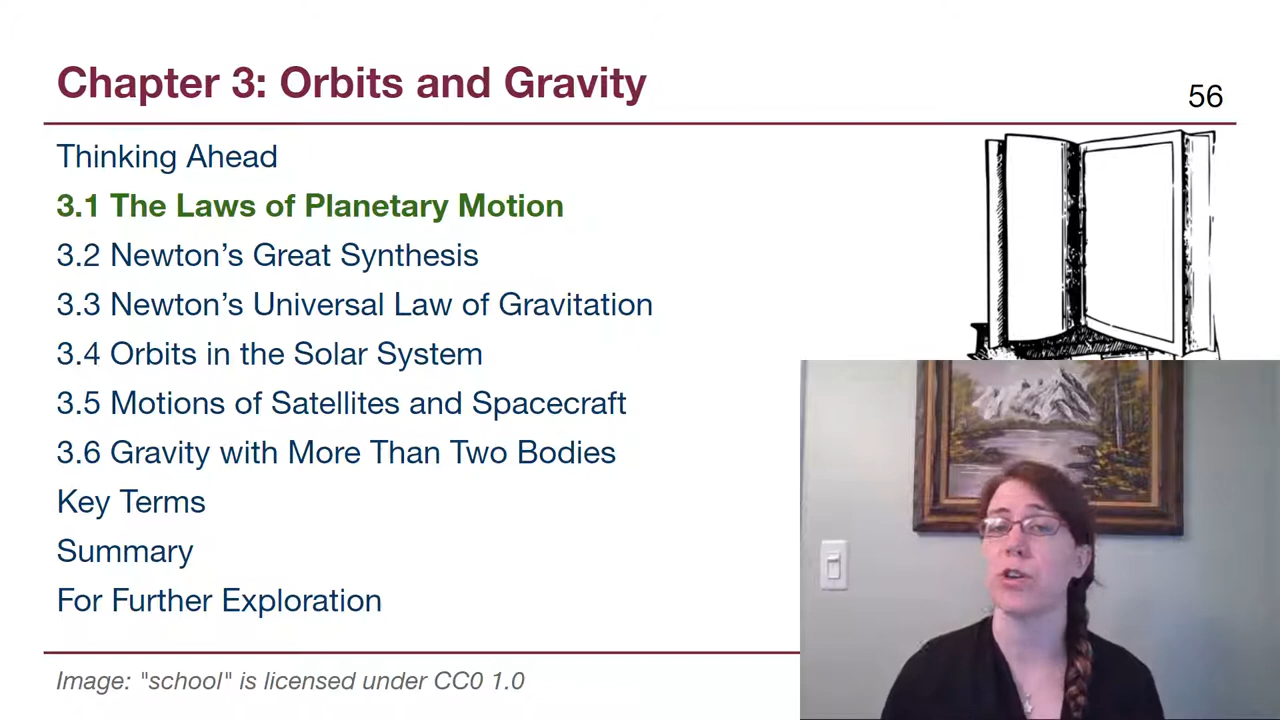 Chapter 3: Orbits and Gravity
56
Thinking Ahead
3.1 The Laws of Planetary Motion
3.2 Newton’s Great Synthesis
3.3 Newton’s Universal Law of Gravitation
3.4 Orbits in the Solar System
3.5 Motions of Satellites and Spacecraft
3.6 Gravity with More Than Two Bodies
Key Terms
Summary
For Further Exploration
Image: "school" is licensed under CC0 1.0